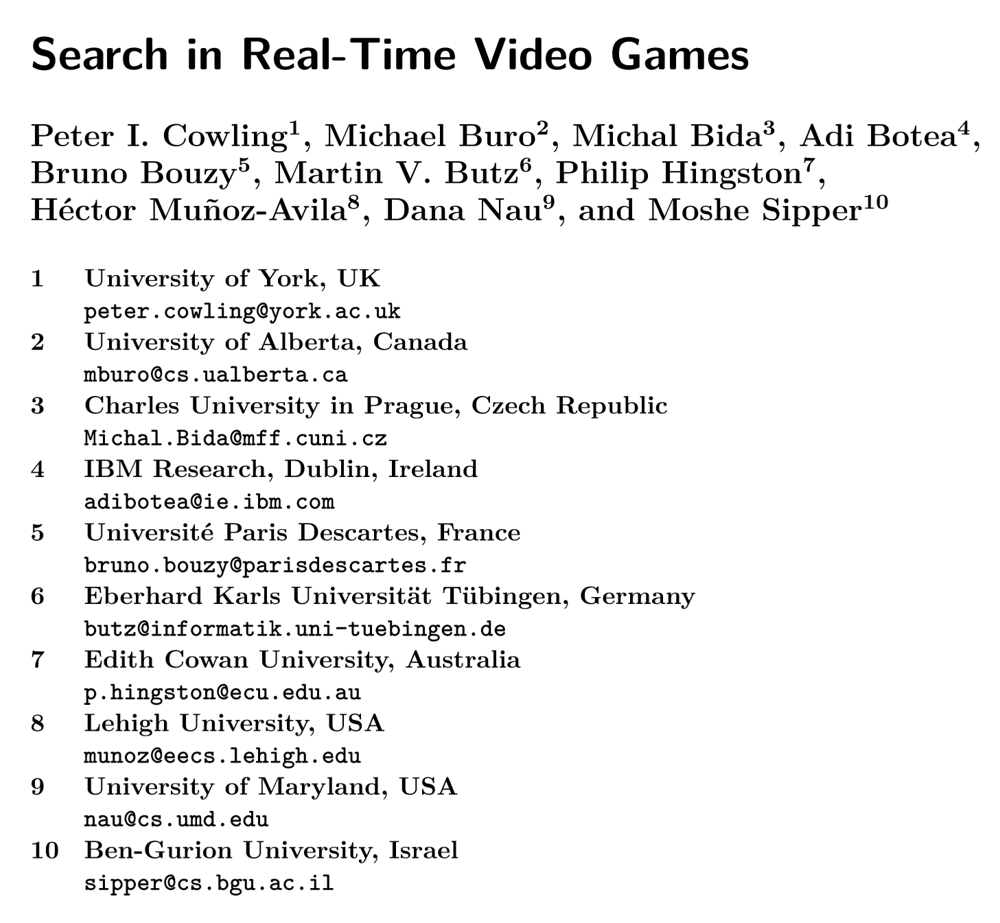 Search in Real-Time Video Games
Peter I. Cowling¹, Michael Buro², Michal Bida³, Adi Botea⁴,
Bruno Bouzy⁵, Martin V. Butz⁶, Philip Hingston⁷,
Héctor Muñoz-Avila⁸, Dana Nau⁹, and Moshe Sipper¹⁰
1 University of York, UK
peter.cowling@york.ac.uk
2 University of Alberta, Canada
mburo@cs.ualberta.ca
3 Charles University in Prague, Czech Republic
Michal.Bida@mff.cuni.cz
4 IBM Research, Dublin, Ireland
adibotea@ie.ibm.com
5 Université Paris Descartes, France
bruno.bouzy@parisdescartes.fr
6 Eberhard Karls Universität Tübingen, Germany
butz@informatik.uni-tuebingen.de
7 Edith Cowan University, Australia
p.hingston@ecu.edu.au
8 Lehigh University, USA
munoz@eecs.lehigh.edu
9 University of Maryland, USA
nau@cs.umd.edu
10 Ben-Gurion University, Israel
sipper@cs.bgu.ac.il